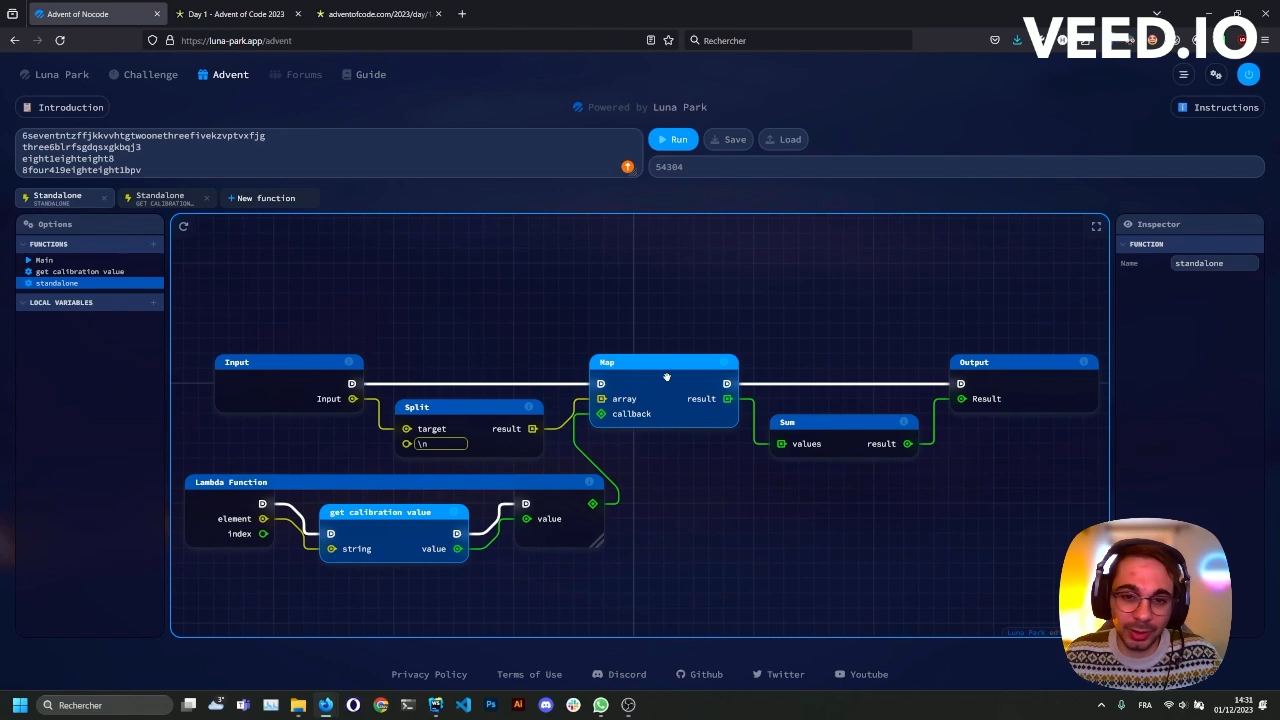 Advent of Nocode
Day 1 - Advent of Code 2023
adventofcode.com/2023/day/1
https://luna-park.app/advent
Rechercher
VEED.IO
Luna Park
Challenge
Advent
Forums
Guide
Introduction
Powered by Luna Park
Instructions
6seventntzffjkkvvhtgtwoonethreefivekzvptvxfjg
three6blrfsgdqsxgkbqj3
eight1eighteight8
8four419eighteight1bpv
Run
Save
Load
54304
Standalone
STANDALONE
Standalone
GET CALIBRATION…
+ New function
Options
FUNCTIONS
Main
get calibration value
standalone
LOCAL VARIABLES
Inspector
FUNCTION
Name
standalone
Input
Input
Split
target
result
\n
Map
array
result
callback
Sum
values
result
Output
Result
Lambda Function
element
index
get calibration value
string
value
value
Privacy Policy
Terms of Use
Discord
Github
Twitter
Youtube
Rechercher
3°
FRA
14:31
01/12/2023